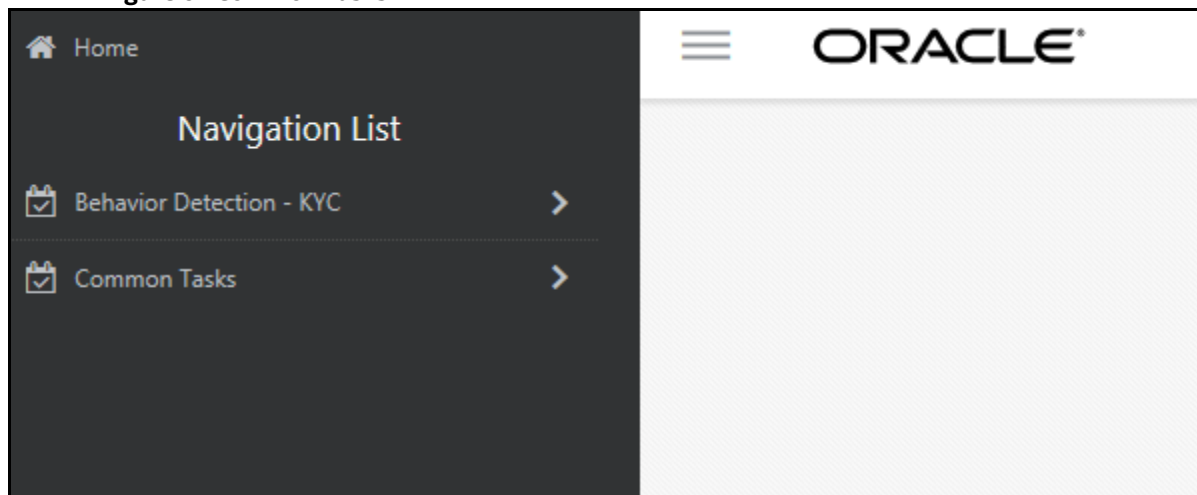 Home
ORACLE®
Navigation List
Behavior Detection - KYC
Common Tasks